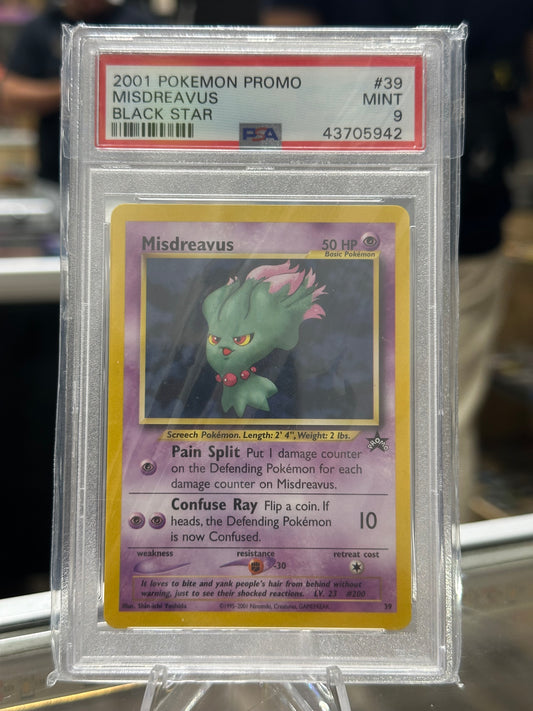 2001 POKEMON PROMO #39
MISDREAVUS MINT
BLACK STAR 9
PSA 43705942
Misdreavus 50 HP
Basic Pokémon
Screech Pokémon. Length: 2' 4", Weight: 2 lbs.
PROMO
Pain Split Put 1 damage counter
on the Defending Pokémon for each
damage counter on Misdreavus.
Confuse Ray Flip a coin. If
heads, the Defending Pokémon
is now Confused.
10
weakness resistance retreat cost
-30
It loves to bite and yank people's hair from behind without
warning, just to see their shocked reactions. LV. 23 #200
Illus. Shin-ichi Yoshida ©1995-2001 Nintendo, Creatures, GAMEFREAK. 39